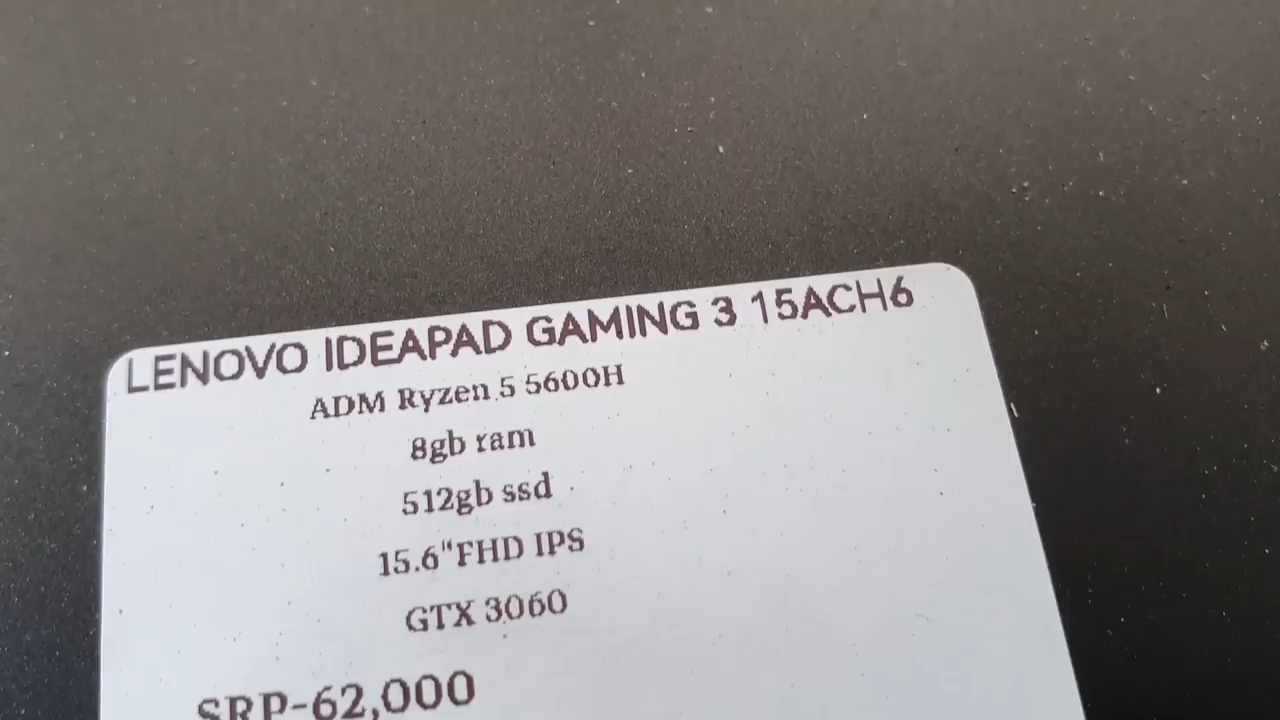 LENOVO IDEAPAD GAMING 3 15ACH6
ADM Ryzen 5 5600H
8gb ram
512gb ssd
15.6"FHD IPS
GTX 3060
SRP-62,000